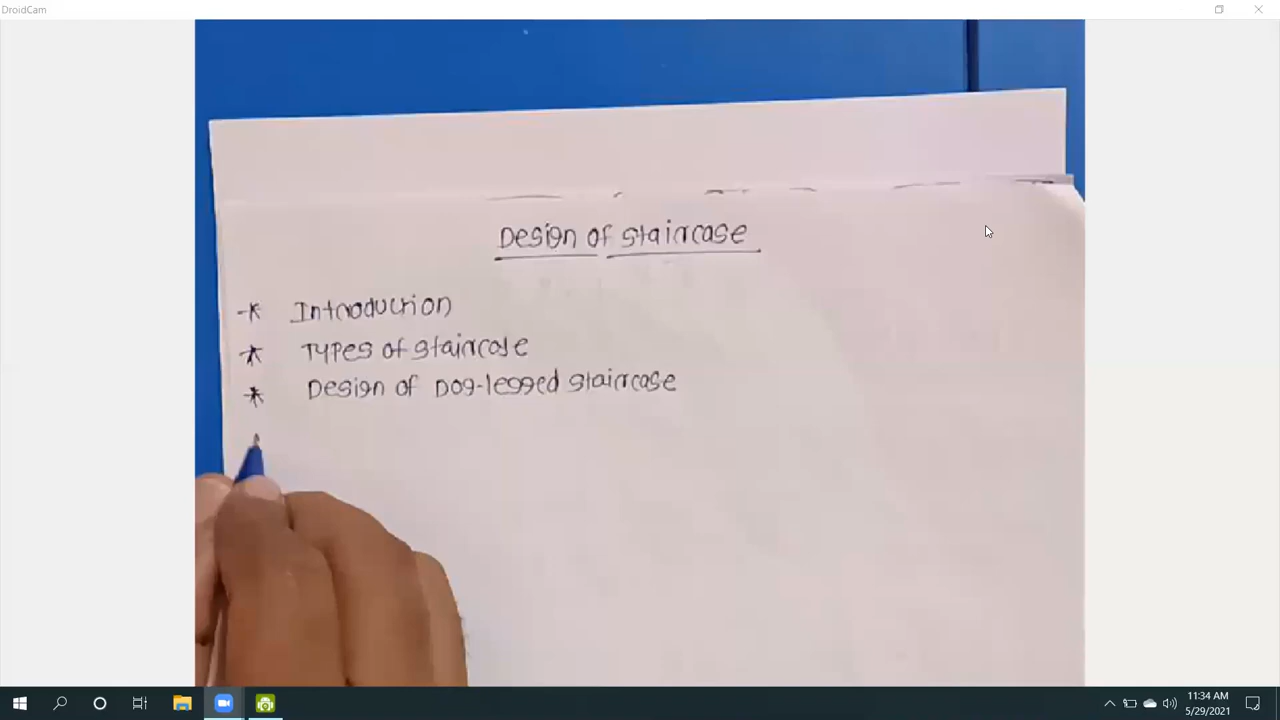 DroidCam
Design of staircase
* Introduction
* Types of staircase
* Design of Dog-legged staircase
11:34 AM
5/29/2021